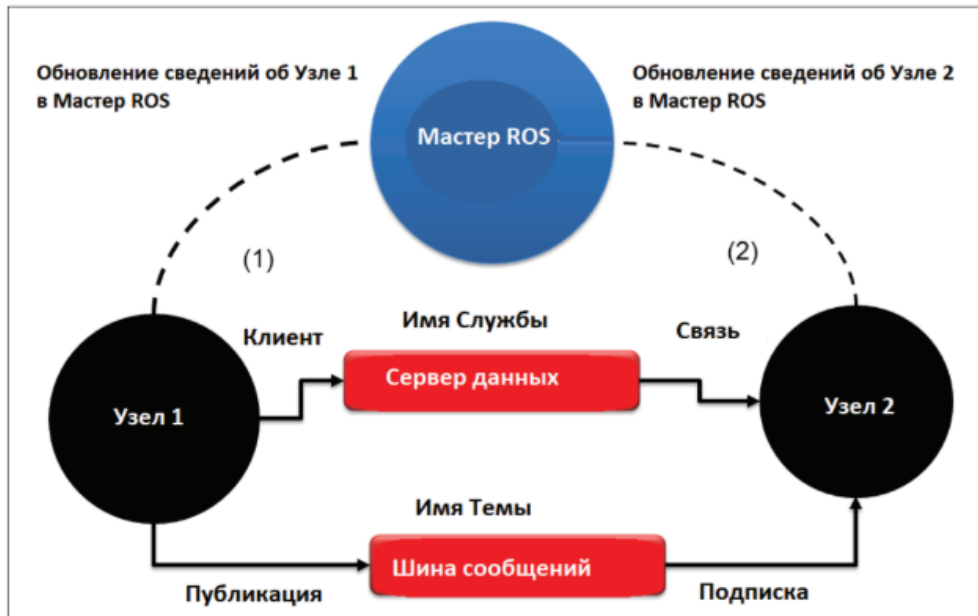 Обновление сведений об Узле 1
в Мастер ROS
Обновление сведений об Узле 2
в Мастер ROS
Мастер ROS
(1)
(2)
Клиент
Имя Службы
Связь
Сервер данных
Узел 1
Узел 2
Имя Темы
Шина сообщений
Публикация
Подписка